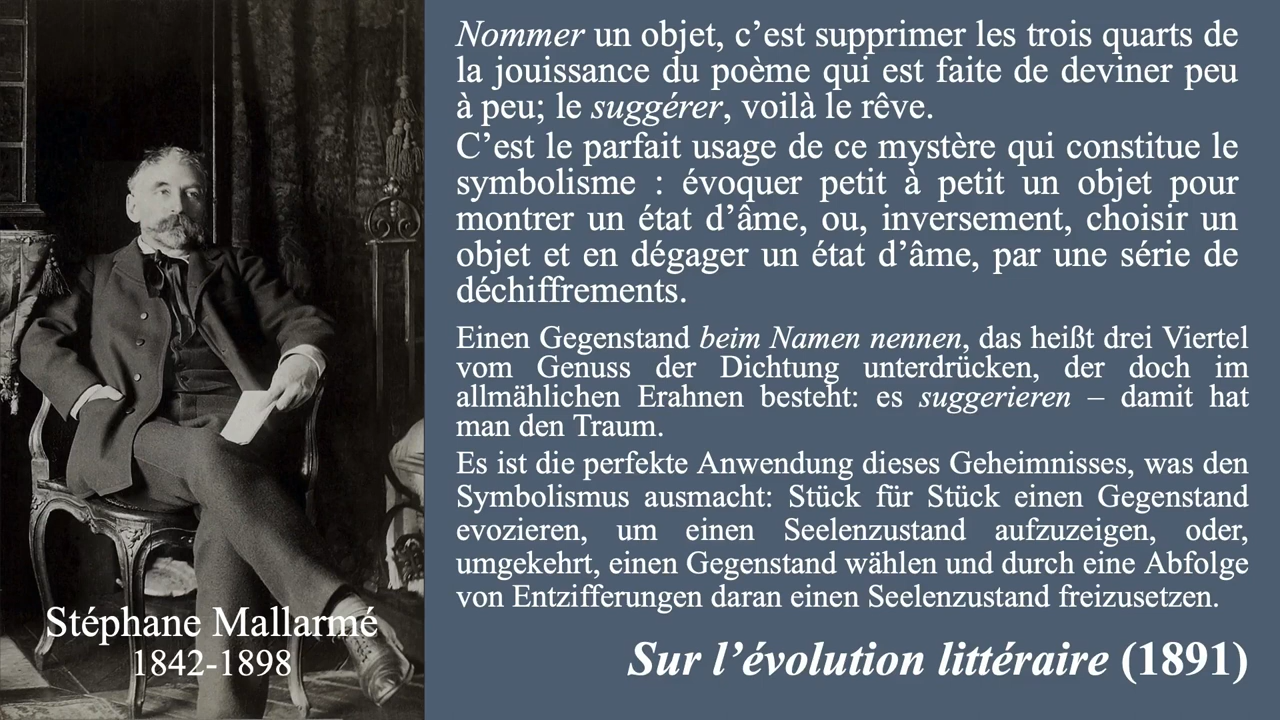 Nommer un objet, c’est supprimer les trois quarts de
la jouissance du poème qui est faite de deviner peu
à peu; le suggérer, voilà le rêve.
C’est le parfait usage de ce mystère qui constitue le
symbolisme : évoquer petit à petit un objet pour
montrer un état d’âme, ou, inversement, choisir un
objet et en dégager un état d’âme, par une série de
déchiffrements.
Einen Gegenstand beim Namen nennen, das heißt drei Viertel
vom Genuss der Dichtung unterdrücken, der doch im
allmählichen Erahnen besteht: es suggerieren – damit hat
man den Traum.
Es ist die perfekte Anwendung dieses Geheimnisses, was den
Symbolismus ausmacht: Stück für Stück einen Gegenstand
evozieren, um einen Seelenzustand aufzuzeigen, oder,
umgekehrt, einen Gegenstand wählen und durch eine Abfolge
von Entzifferungen daran einen Seelenzustand freizusetzen.
Stéphane Mallarmé
1842-1898
Sur l’évolution littéraire (1891)